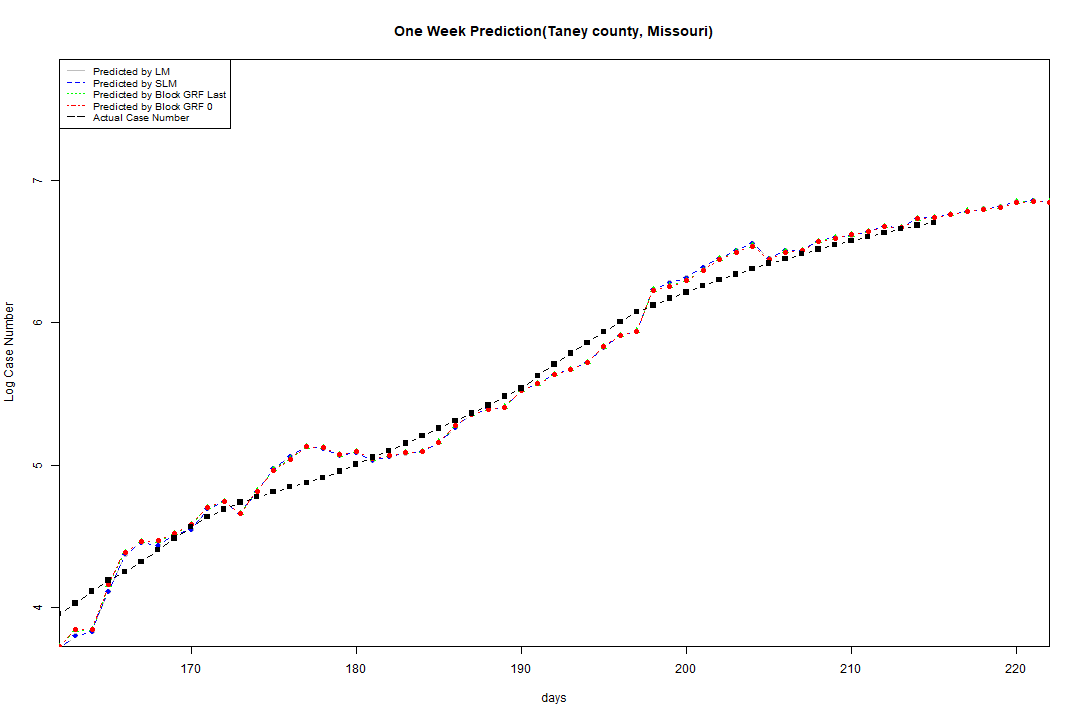 One Week Prediction(Taney county, Missouri)
Predicted by LM
Predicted by SLM
Predicted by Block GRF Last
Predicted by Block GRF 0
Actual Case Number
7
6
5
4
Log Case Number
170 180 190 200 210 220
days